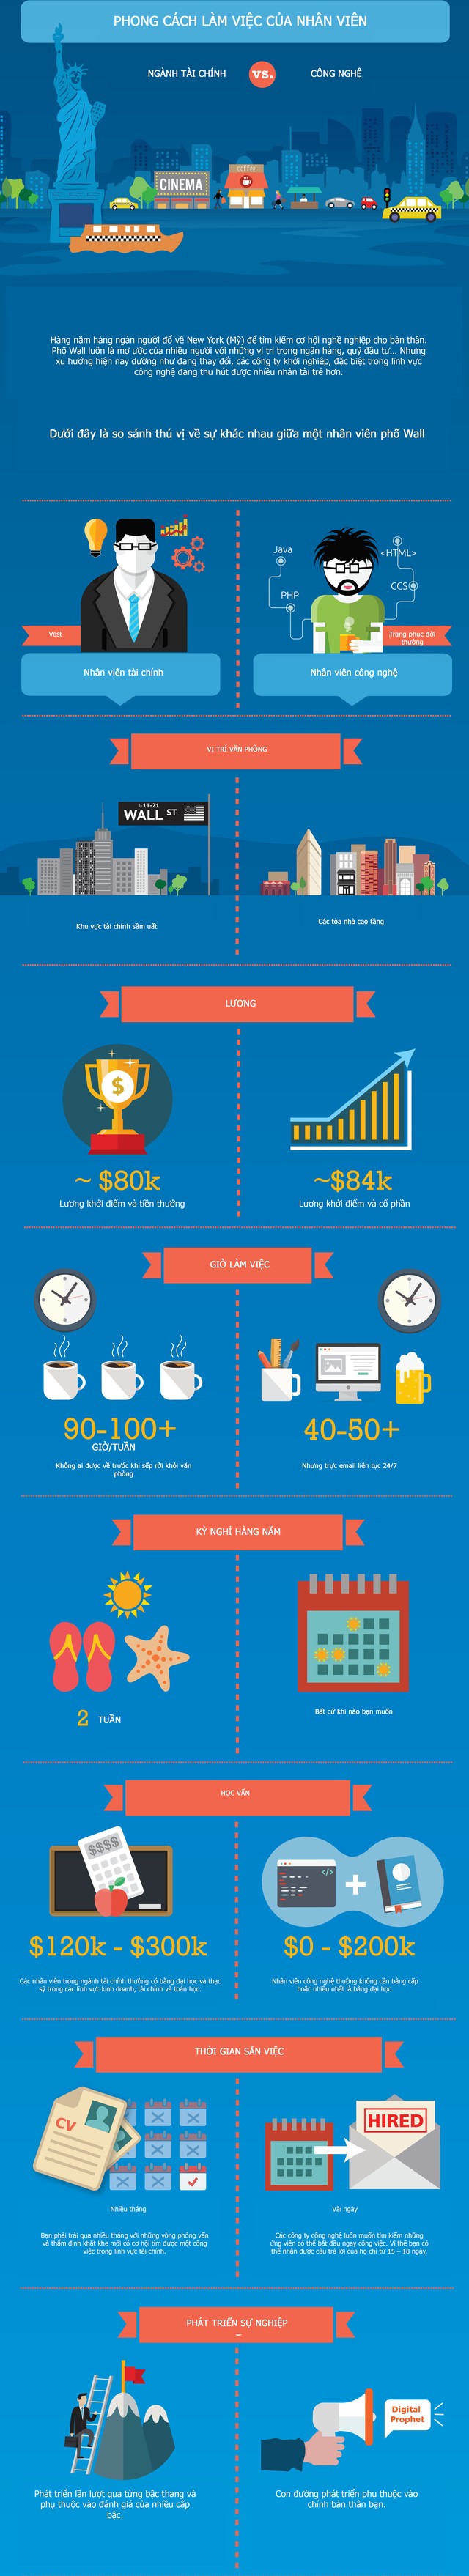 PHONG CÁCH LÀM VIỆC CỦA NHÂN VIÊN
NGÀNH TÀI CHÍNH
VS.
CÔNG NGHỆ
CINEMA
coffee
Hàng năm hàng ngàn người đổ về New York (Mỹ) để tìm kiếm cơ hội nghề nghiệp cho bản thân.
Phố Wall luôn là mơ ước của nhiều người với những vị trí trong ngân hàng, quỹ đầu tư... Nhưng
xu hướng hiện nay dường như đang thay đổi, các công ty khởi nghiệp, đặc biệt trong lĩnh vực
công nghệ đang thu hút được nhiều nhân tài trẻ hơn.
Dưới đây là so sánh thú vị về sự khác nhau giữa một nhân viên phố Wall
Java
PHP
<HTML>
CCS
Vest
Trang phục đời
thường
Nhân viên tài chính
Nhân viên công nghệ
VỊ TRÍ VĂN PHÒNG
11-21
WALL ST
Khu vực tài chính sầm uất
Các tòa nhà cao tầng
LƯƠNG
$
~ $80k
Lương khởi điểm và tiền thưởng
~$84k
Lương khởi điểm và cổ phần
GIỜ LÀM VIỆC
90-100+
GIỜ/TUẦN
Không ai được về trước khi sếp rời khỏi văn
phòng
40-50+
Nhưng trực email liên tục 24/7
KỲ NGHỈ HÀNG NĂM
2 TUẦN
Bất cứ khi nào bạn muốn
HỌC VẤN
$$$$
</>
+
$120k - $300k
Các nhân viên trong ngành tài chính thường có bằng đại học và thạc
sỹ trong các lĩnh vực kinh doanh, tài chính và toán học.
$0 - $200k
Nhân viên công nghệ thường không cần bằng cấp
hoặc nhiều nhất là bằng đại học.
THỜI GIAN SĂN VIỆC
CV
HIRED
Nhiều tháng
Bạn phải trải qua nhiều tháng với những vòng phỏng vấn
và thẩm định khắt khe mới có cơ hội tìm được một công
việc trong lĩnh vực tài chính.
Vài ngày
Các công ty công nghệ luôn muốn tìm kiếm những
ứng viên có thể bắt đầu ngay công việc. Vì thế bạn có
thể nhận được câu trả lời của họ chỉ từ 15 – 18 ngày.
PHÁT TRIỂN SỰ NGHIỆP
–
Digital
Prophet
Phát triển lần lượt qua từng bậc thang và
phụ thuộc vào đánh giá của nhiều cấp
bậc.
Con đường phát triển phụ thuộc vào
chính bản thân bạn.